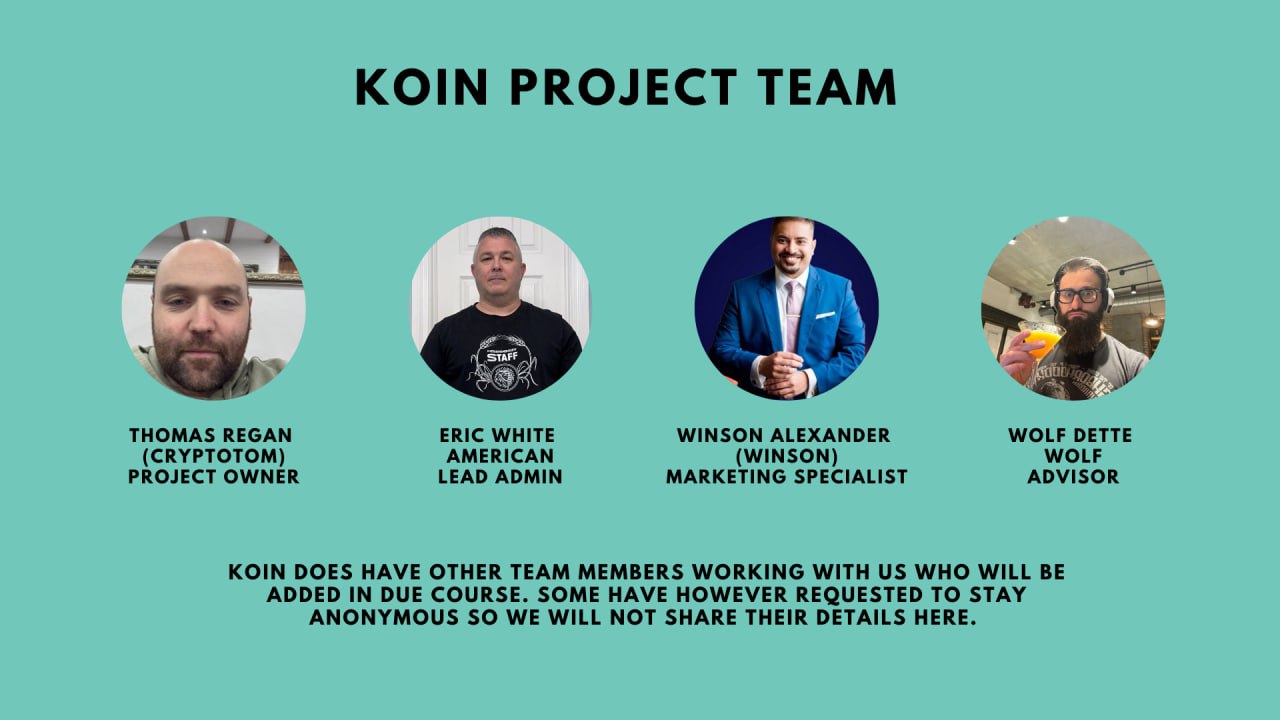 KOIN PROJECT TEAM
THOMAS REGAN
(CRYPTOTOM)
PROJECT OWNER
ERIC WHITE
AMERICAN
LEAD ADMIN
STAFF
WINSON ALEXANDER
(WINSON)
MARKETING SPECIALIST
WOLF DETTE
WOLF
ADVISOR
KOIN DOES HAVE OTHER TEAM MEMBERS WORKING WITH US WHO WILL BE
ADDED IN DUE COURSE. SOME HAVE HOWEVER REQUESTED TO STAY
ANONYMOUS SO WE WILL NOT SHARE THEIR DETAILS HERE.